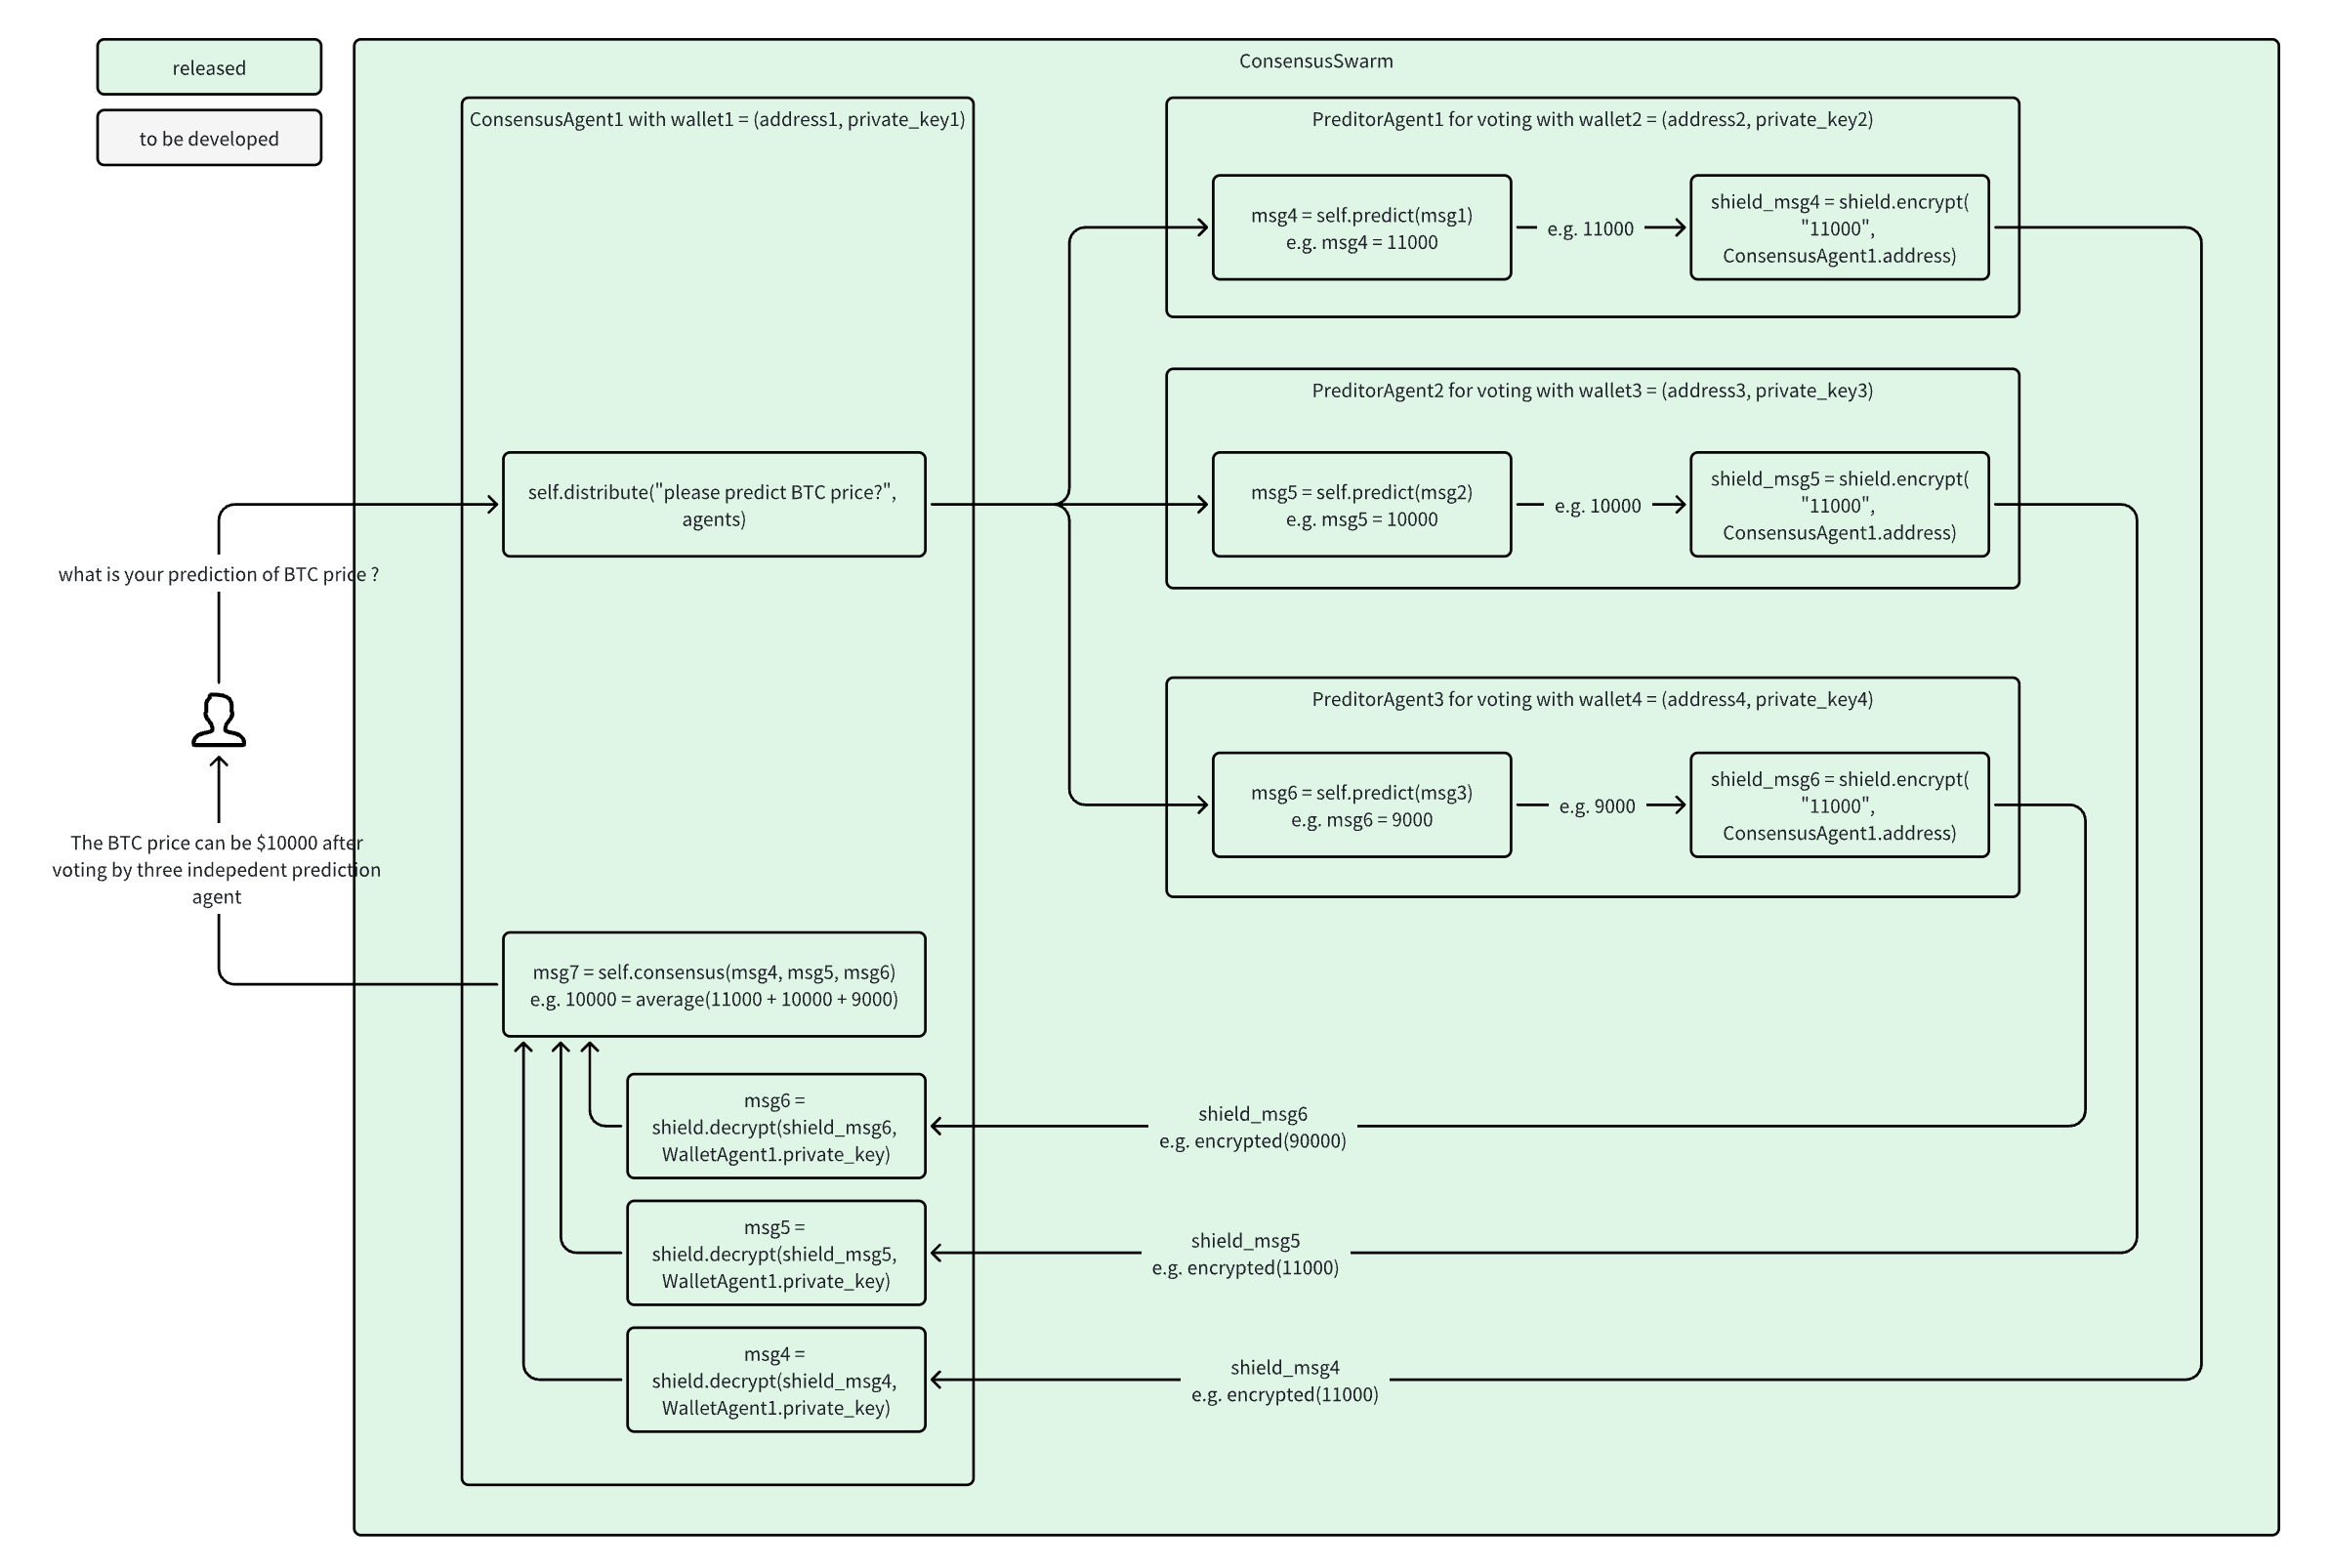 released
to be developed
ConsensusSwarm
ConsensusAgent1 with wallet1 = (address1, private_key1)
PreditorAgent1 for voting with wallet2 = (address2, private_key2)
msg4 = self.predict(msg1)
e.g. msg4 = 11000
e.g. 11000
shield_msg4 = shield.encrypt(
"11000",
ConsensusAgent1.address)
PreditorAgent2 for voting with wallet3 = (address3, private_key3)
self.distribute("please predict BTC price?",
agents)
msg5 = self.predict(msg2)
e.g. msg5 = 10000
e.g. 10000
shield_msg5 = shield.encrypt(
"11000",
ConsensusAgent1.address)
what is your prediction of BTC price ?
PreditorAgent3 for voting with wallet4 = (address4, private_key4)
msg6 = self.predict(msg3)
e.g. msg6 = 9000
e.g. 9000
shield_msg6 = shield.encrypt(
"11000",
ConsensusAgent1.address)
The BTC price can be $10000 after
voting by three indepedent prediction
agent
msg7 = self.consensus(msg4, msg5, msg6)
e.g. 10000 = average(11000 + 10000 + 9000)
msg6 =
shield.decrypt(shield_msg6,
WalletAgent1.private_key)
shield_msg6
e.g. encrypted(90000)
msg5 =
shield.decrypt(shield_msg5,
WalletAgent1.private_key)
shield_msg5
e.g. encrypted(11000)
msg4 =
shield.decrypt(shield_msg4,
WalletAgent1.private_key)
shield_msg4
e.g. encrypted(11000)